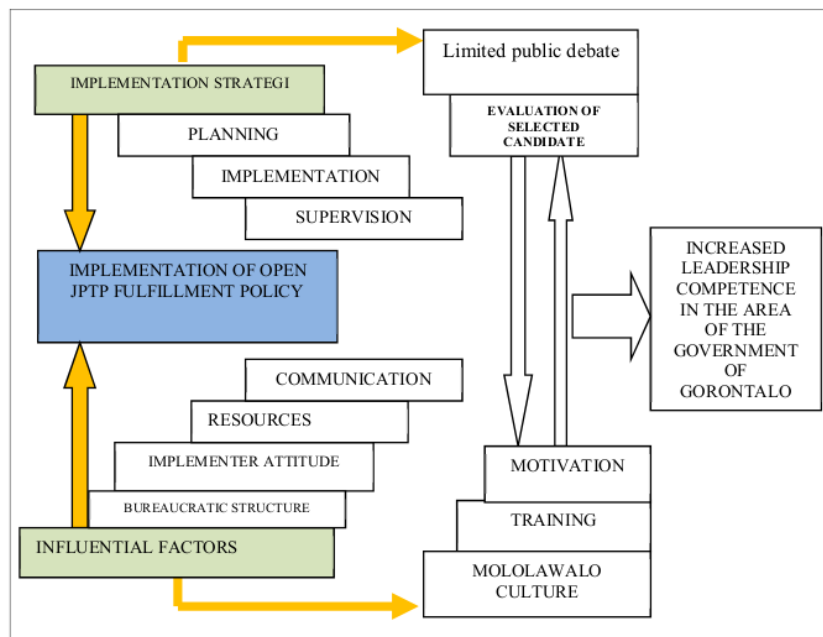 Limited public debate
IMPLEMENTATION STRATEGI
EVALUATION OF
SELECTED
CANDIDATE
PLANNING
IMPLEMENTATION
SUPERVISION
IMPLEMENTATION OF OPEN
JPTP FULFILLMENT POLICY
INCREASED
LEADERSHIP
COMPETENCE
IN THE AREA
OF THE
GOVERNMENT
OF
GORONTALO
COMMUNICATION
RESOURCES
IMPLEMENTER ATTITUDE
BUREAUCRATIC STRUCTURE
INFLUENTIAL FACTORS
MOTIVATION
TRAINING
MOLOLAWALO
CULTURE